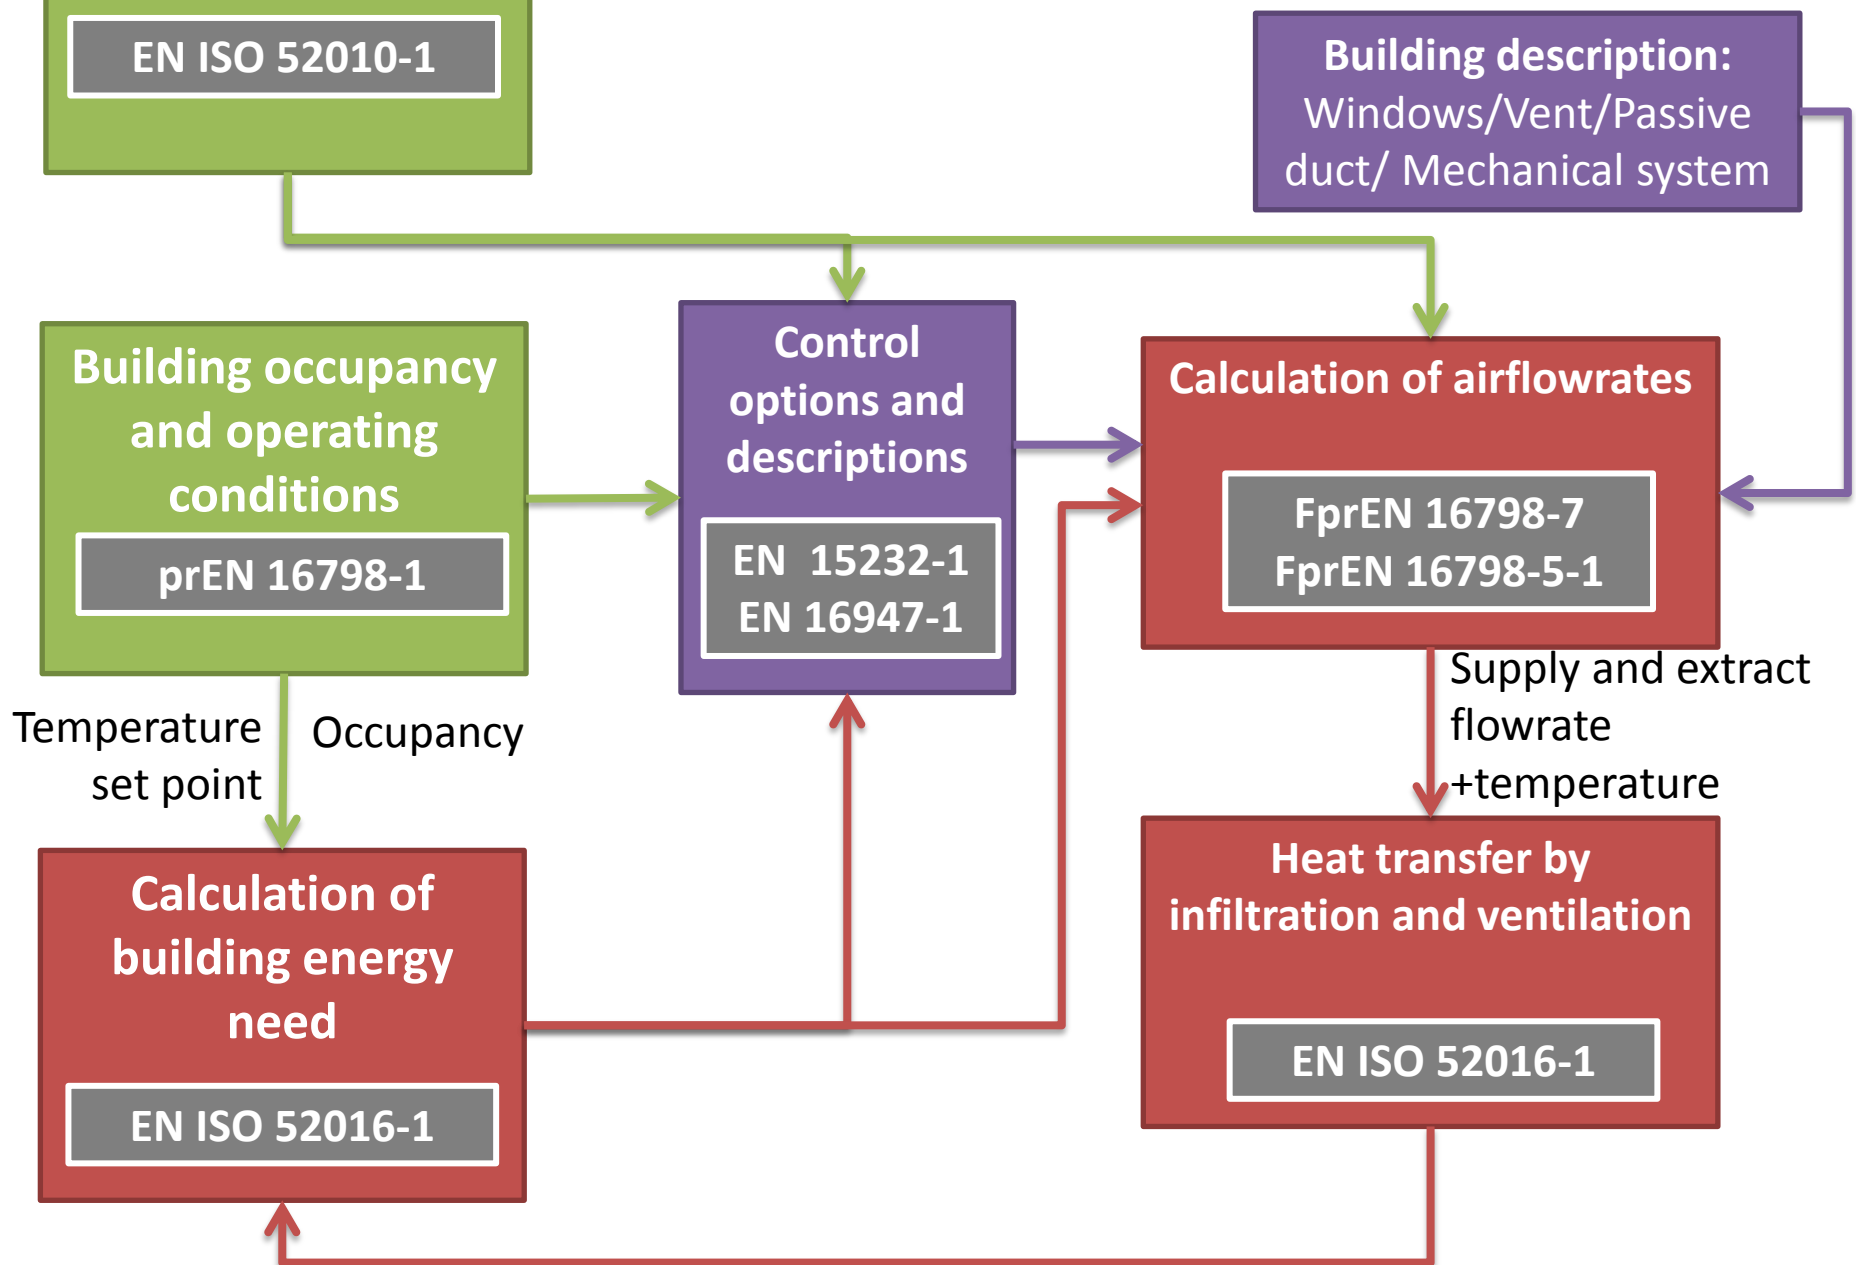 EN ISO 52010-1
Building description:
Windows/Vent/Passive
duct/ Mechanical system
Building occupancy
and operating
conditions
prEN 16798-1
Control
options and
descriptions
EN  15232-1
EN 16947-1
Calculation of airflowrates
FprEN 16798-7
FprEN 16798-5-1
Temperature
set point
Occupancy
Supply and extract
flowrate
+temperature
Calculation of
building energy
need
EN ISO 52016-1
Heat transfer by
infiltration and ventilation
EN ISO 52016-1